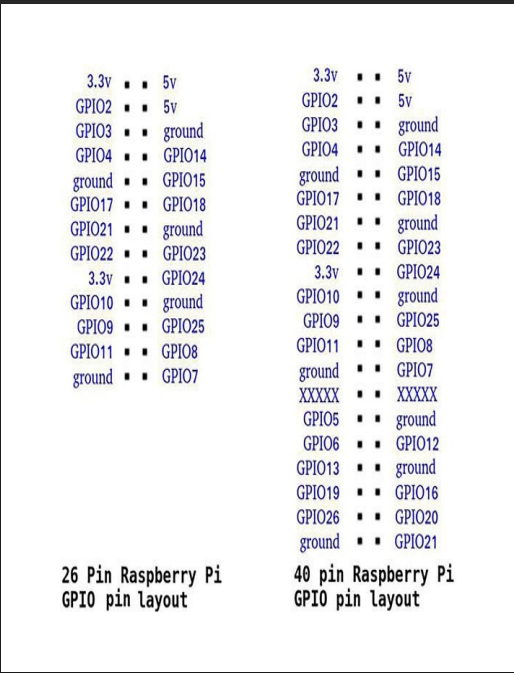 3.3v 5v
GPIO2 5v
GPIO3 ground
GPIO4 GPIO14
ground GPIO15
GPIO17 GPIO18
GPIO21 ground
GPIO22 GPIO23
3.3v GPIO24
GPIO10 ground
GPIO9 GPIO25
GPIO11 GPIO8
ground GPIO7
26 Pin Raspberry Pi
GPIO pin layout
3.3v 5v
GPIO2 5v
GPIO3 ground
GPIO4 GPIO14
ground GPIO15
GPIO17 GPIO18
GPIO21 ground
GPIO22 GPIO23
3.3v GPIO24
GPIO10 ground
GPIO9 GPIO25
GPIO11 GPIO8
ground GPIO7
XXXXX XXXXX
GPIO5 ground
GPIO6 GPIO12
GPIO13 ground
GPIO19 GPIO16
GPIO26 GPIO20
ground GPIO21
40 pin Raspberry Pi
GPIO pin layout